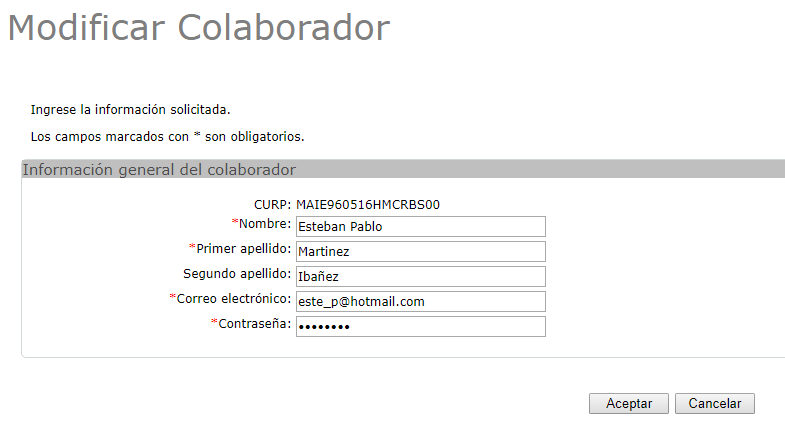 Modificar Colaborador
Ingrese la información solicitada.
Los campos marcados con * son obligatorios.
Información general del colaborador
CURP: MAIE960516HMCRBS00
*Nombre: Esteban Pablo
*Primer apellido: Martinez
Segundo apellido: Ibañez
*Correo electrónico: este_p@hotmail.com
*Contraseña: ••••••••
Aceptar Cancelar